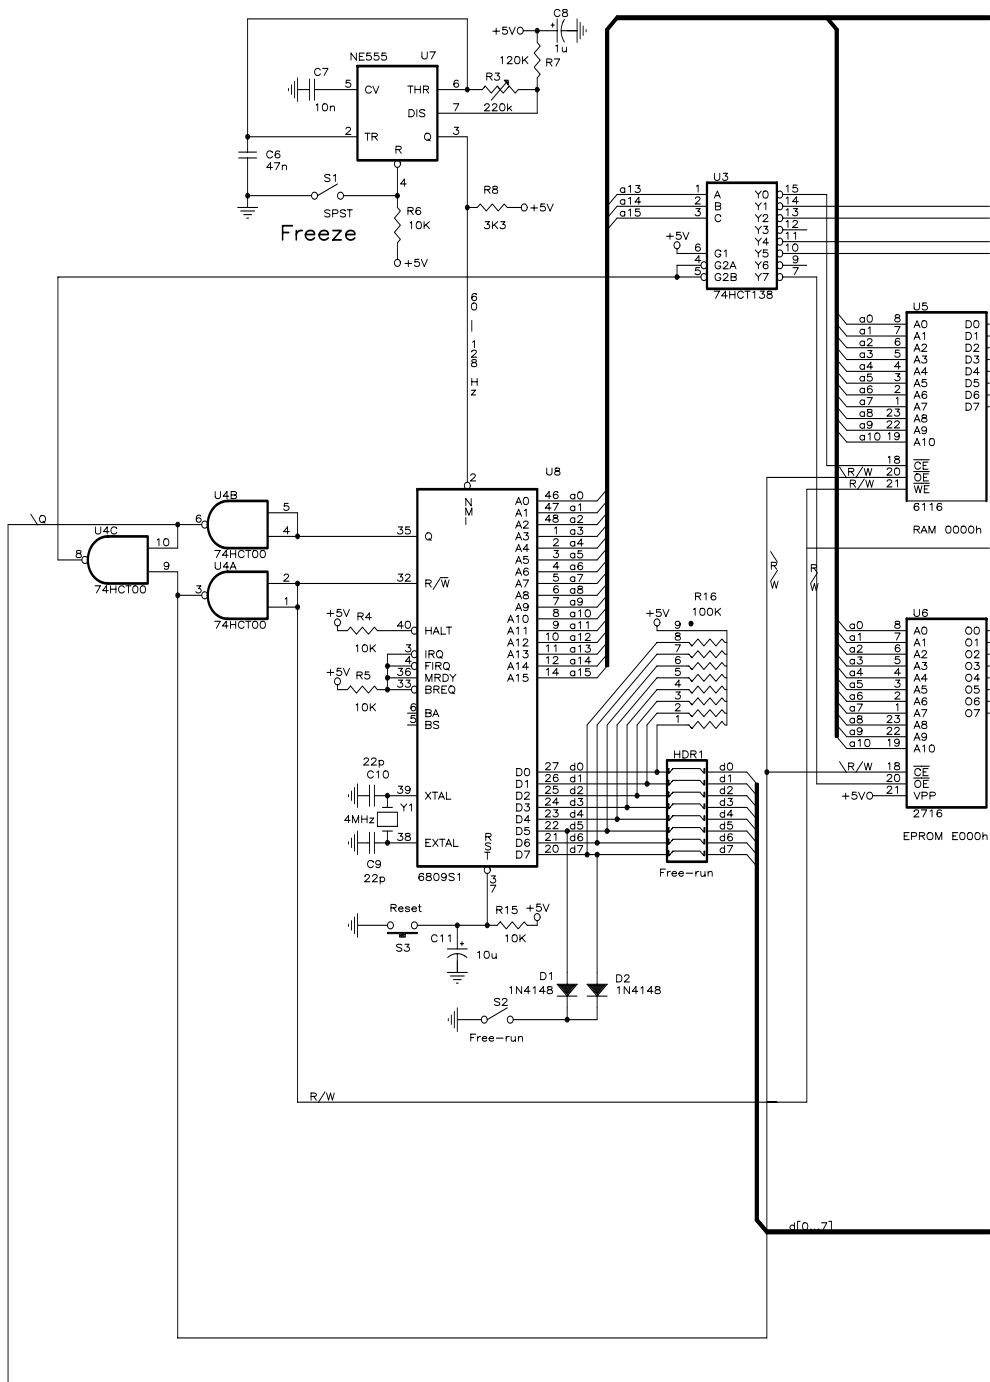 +5V
C8
1u
NE555 U7
120K R7
C7
10n
5 CV THR 6
R3
220k
DIS 7
2 TR Q 3
R
4
C6
47n
S1
SPST
Freeze
R6
10K
+5V
R8
3K3
+5V
60 - 128 Hz
U3
a13 1 A Y0 15
a14 2 B Y1 14
a15 3 C Y2 13
Y3 12
Y4 11
+5V
6 G1 Y5 10
4 G2A Y6 9
5 G2B Y7 7
74HCT138
U5
a0 8 A0 D0
a1 7 A1 D1
a2 6 A2 D2
a3 5 A3 D3
a4 4 A4 D4
a5 3 A5 D5
a6 2 A6 D6
a7 1 A7 D7
a8 23 A8
a9 22 A9
a10 19 A10
18 CE
\R/W 20 OE
R/W 21 WE
6116
RAM 0000h
\Q
U4B
6 5
4
74HCT00
U4C
8 10
9
74HCT00
U4A
3 2
1
74HCT00
U8
2
NMI
35 Q
32 R/W
+5V R4
10K
40 HALT
3 IRQ
4 FIRQ
36 MRDY
33 BREQ
+5V R5
10K
6 BA
5 BS
A0 46 a0
A1 47 a1
A2 48 a2
A3 1 a3
A4 2 a4
A5 3 a5
A6 4 a6
A7 5 a7
A8 6 a8
A9 7 a9
A10 8 a10
A11 9 a11
A12 10 a12
A13 11 a13
A14 12 a14
A15 14 a15
22p
C10
39 XTAL
Y1
4MHz
38 EXTAL
C9
22p
D0 27 d0
D1 26 d1
D2 25 d2
D3 24 d3
D4 23 d4
D5 22 d5
D6 21 d6
D7 20 d7
RST
37
6809S1
R16
100K
+5V
9
8
7
6
5
4
3
2
1
HDR1
d0
d1
d2
d3
d4
d5
d6
d7
Free-run
\R/W
R/W
U6
a0 8 A0 O0
a1 7 A1 O1
a2 6 A2 O2
a3 5 A3 O3
a4 4 A4 O4
a5 3 A5 O5
a6 2 A6 O6
a7 1 A7 O7
a8 23 A8
a9 22 A9
a10 19 A10
\R/W 18 CE
20 OE
+5V 21 VPP
2716
EPROM E000h
Reset
S3
C11
10u
R15
10K
+5V
D1
1N4148
D2
1N4148
S2
Free-run
R/W
d[0...7]